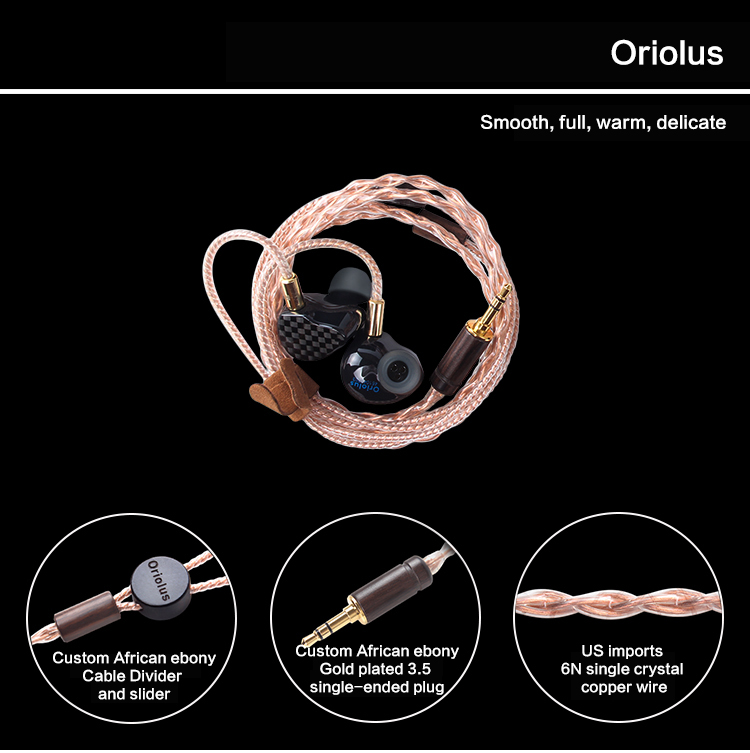 Oriolus
Smooth, full, warm, delicate
Oriolus
Oriolus
Custom African ebony
Cable Divider
and slider
Custom African ebony
Gold plated 3.5
single-ended plug
US imports
6N single crystal
copper wire